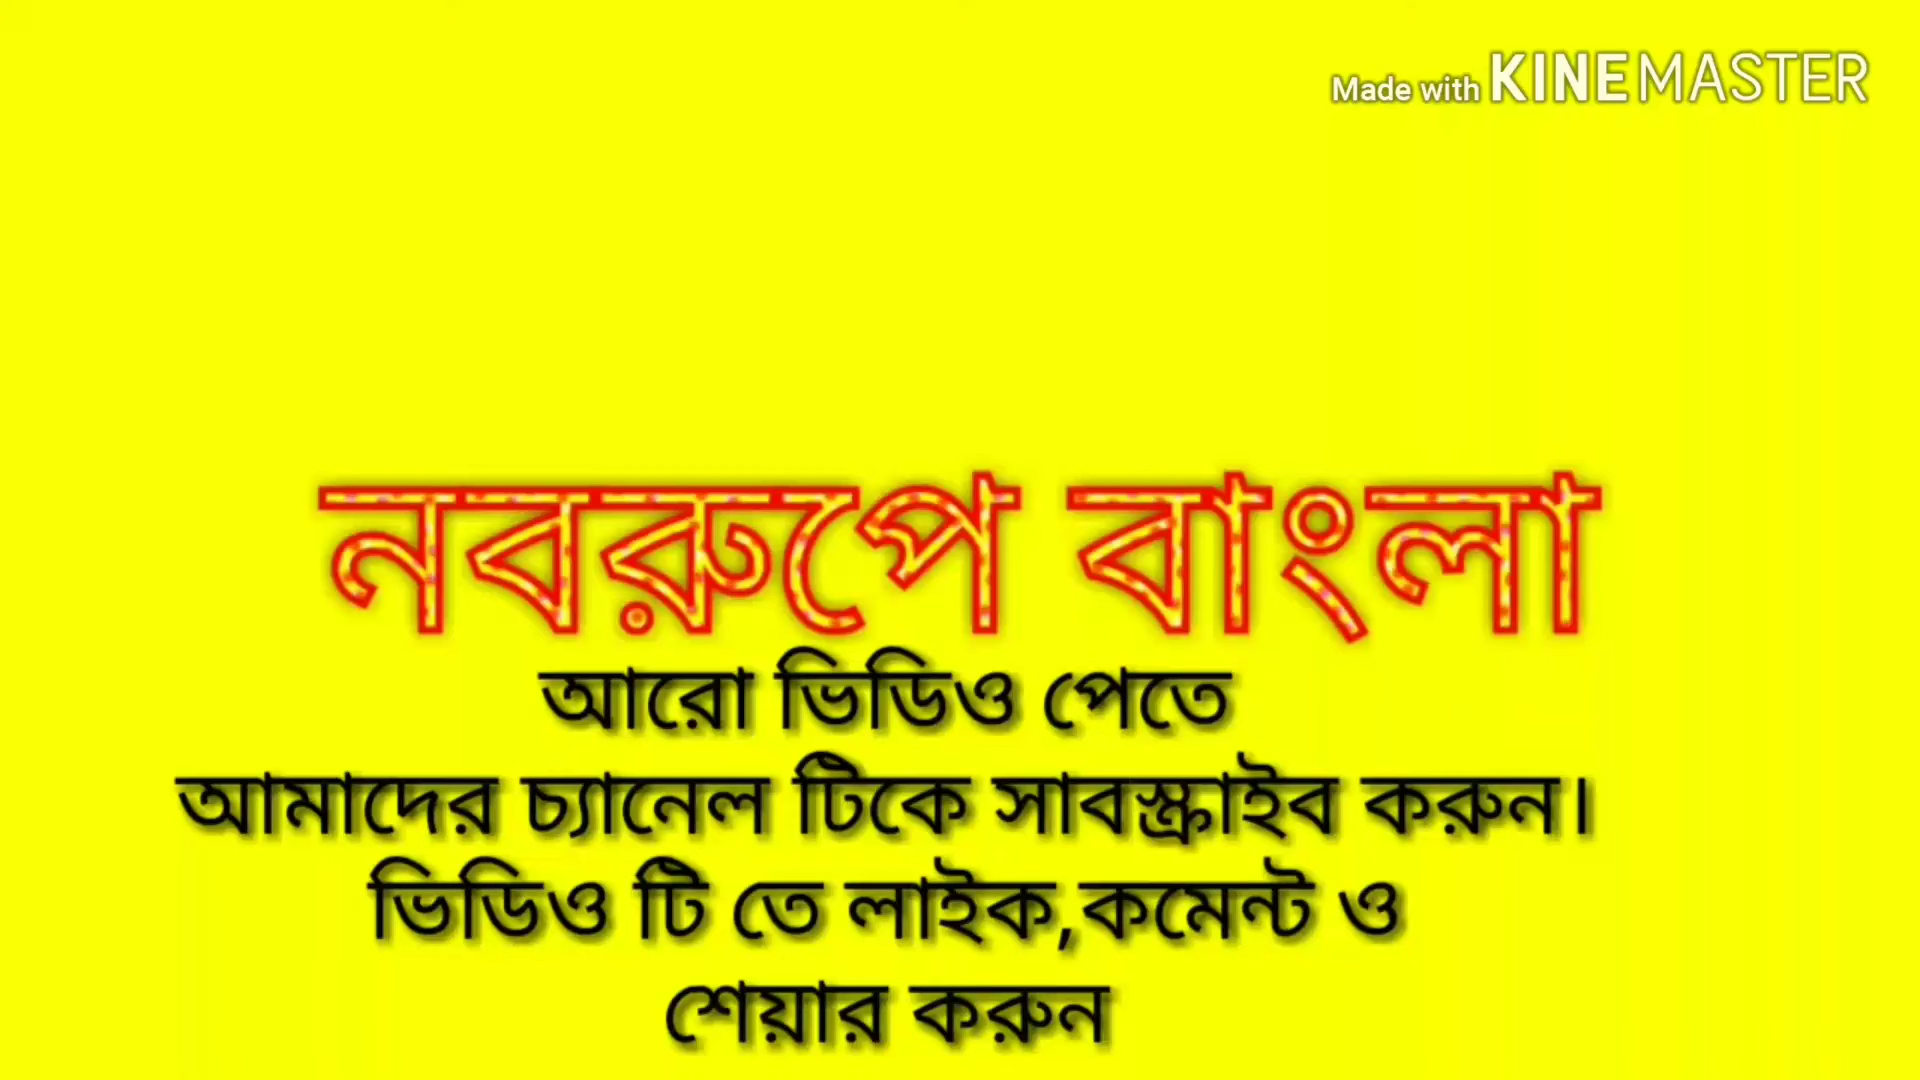 Made with KINEMASTER
নবরুপে বাংলা
আরো ভিডিও পেতে
আমাদের চ্যানেল টিকে সাবস্ক্রাইব করুন।
ভিডিও টি তে লাইক,কমেন্ট ও
শেয়ার করুন